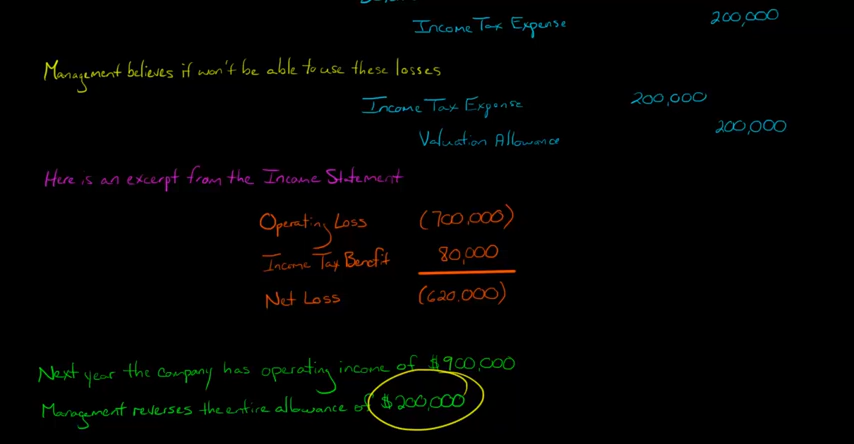 Income Tax Expense 200,000
Management believes it won't be able to use these losses
Income Tax Expense 200,000
Valuation Allowance 200,000
Here is an excerpt from the Income Statement
Operating Loss (700,000)
Income Tax Benefit 80,000
Net Loss (620,000)
Next year the company has operating income of $900,000
Management reverses the entire allowance of $200,000